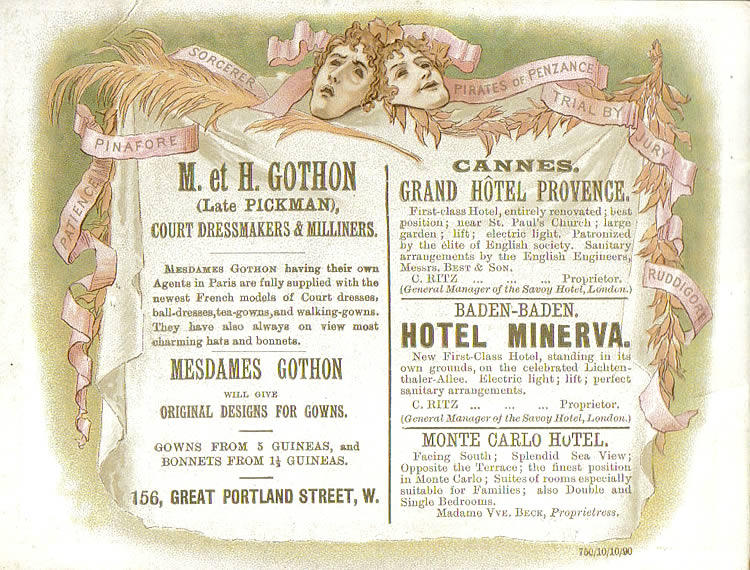 SORCERER
PINAFORE
PATIENCE
PIRATES OF PENZANCE
TRIAL BY
JURY
RUDDIGORE
M. et H. GOTHON
(Late PICKMAN),
COURT DRESSMAKERS & MILLINERS.
MESDAMES GOTHON having their own
Agents in Paris are fully supplied with the
newest French models of Court dresses,
ball-dresses, tea-gowns, and walking-gowns.
They have also always on view most
charming hats and bonnets.
MESDAMES GOTHON
WILL GIVE
ORIGINAL DESIGNS FOR GOWNS.
GOWNS FROM 5 GUINEAS, and
BONNETS FROM 1½ GUINEAS.
156, GREAT PORTLAND STREET, W.
CANNES.
GRAND HÔTEL PROVENCE.
First-class Hotel, entirely renovated; best
position; near St. Paul's Church; large
garden; lift; electric light. Patronized
by the élite of English society. Sanitary
arrangements by the English Engineers,
Messrs. BEST & SON.
C. RITZ ... ... ... Proprietor.
(General Manager of the Savoy Hotel, London.)
BADEN-BADEN.
HOTEL MINERVA.
New First-Class Hotel, standing in its
own grounds, on the celebrated Lichten-
thaler-Allee. Electric light; lift; perfect
sanitary arrangements.
C. RITZ ... ... ... Proprietor.
(General Manager of the Savoy Hotel, London.)
MONTE CARLO HOTEL.
Facing South; Splendid Sea View;
Opposite the Terrace; the finest position
in Monte Carlo; Suites of rooms especially
suitable for Families; also Double and
Single Bedrooms.
Madame VVE. BECK, Proprietress.
750/10/10/90